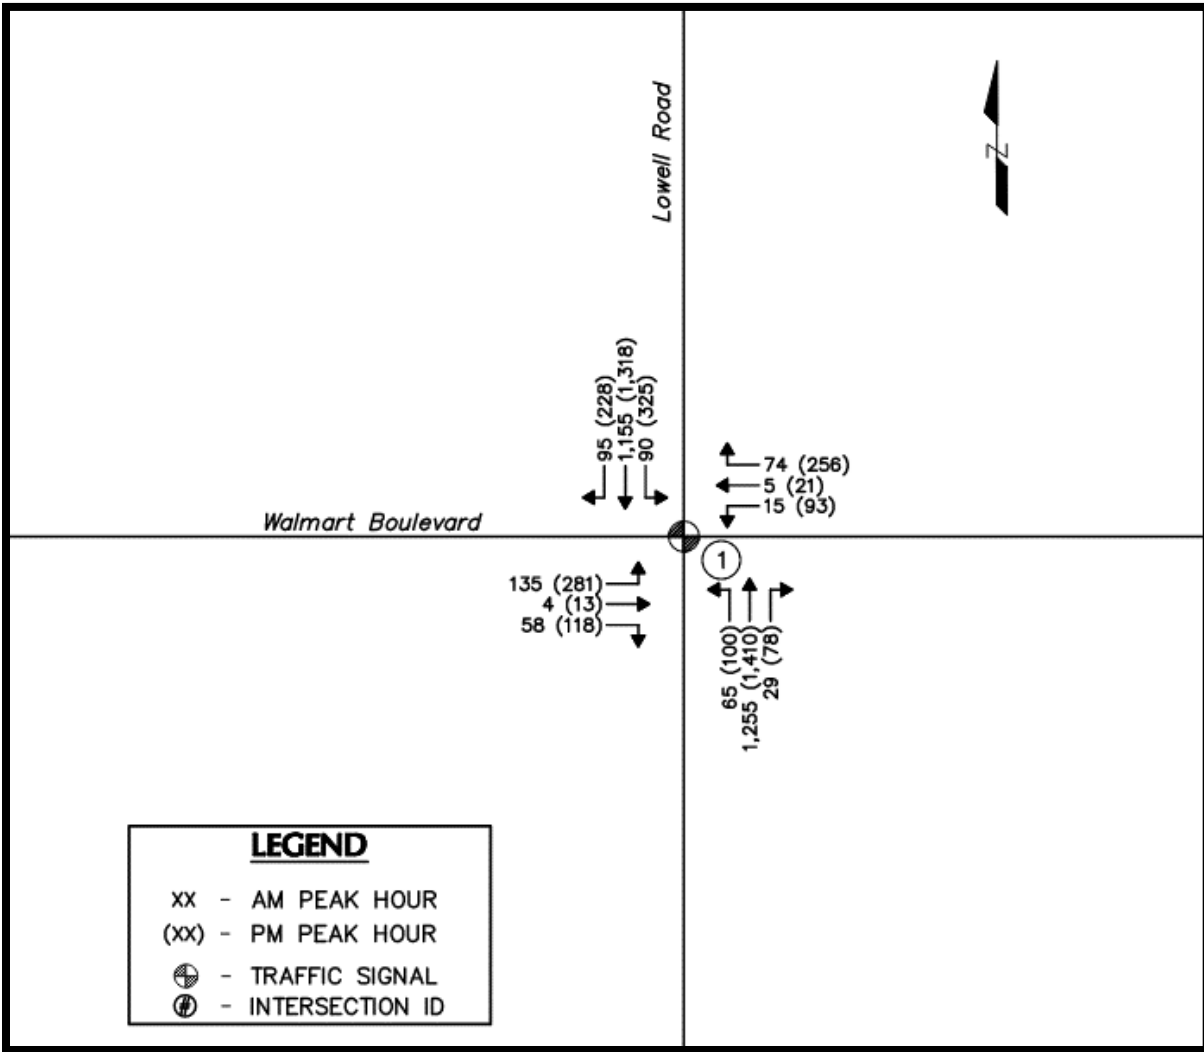 Lowell Road
N
95 (228)
1,155 (1,318)
90 (325)
74 (256)
5 (21)
15 (93)
Walmart Boulevard
1
135 (281)
4 (13)
58 (118)
65 (100)
1,255 (1,410)
29 (78)
LEGEND
XX - AM PEAK HOUR
(XX) - PM PEAK HOUR
- TRAFFIC SIGNAL
# - INTERSECTION ID